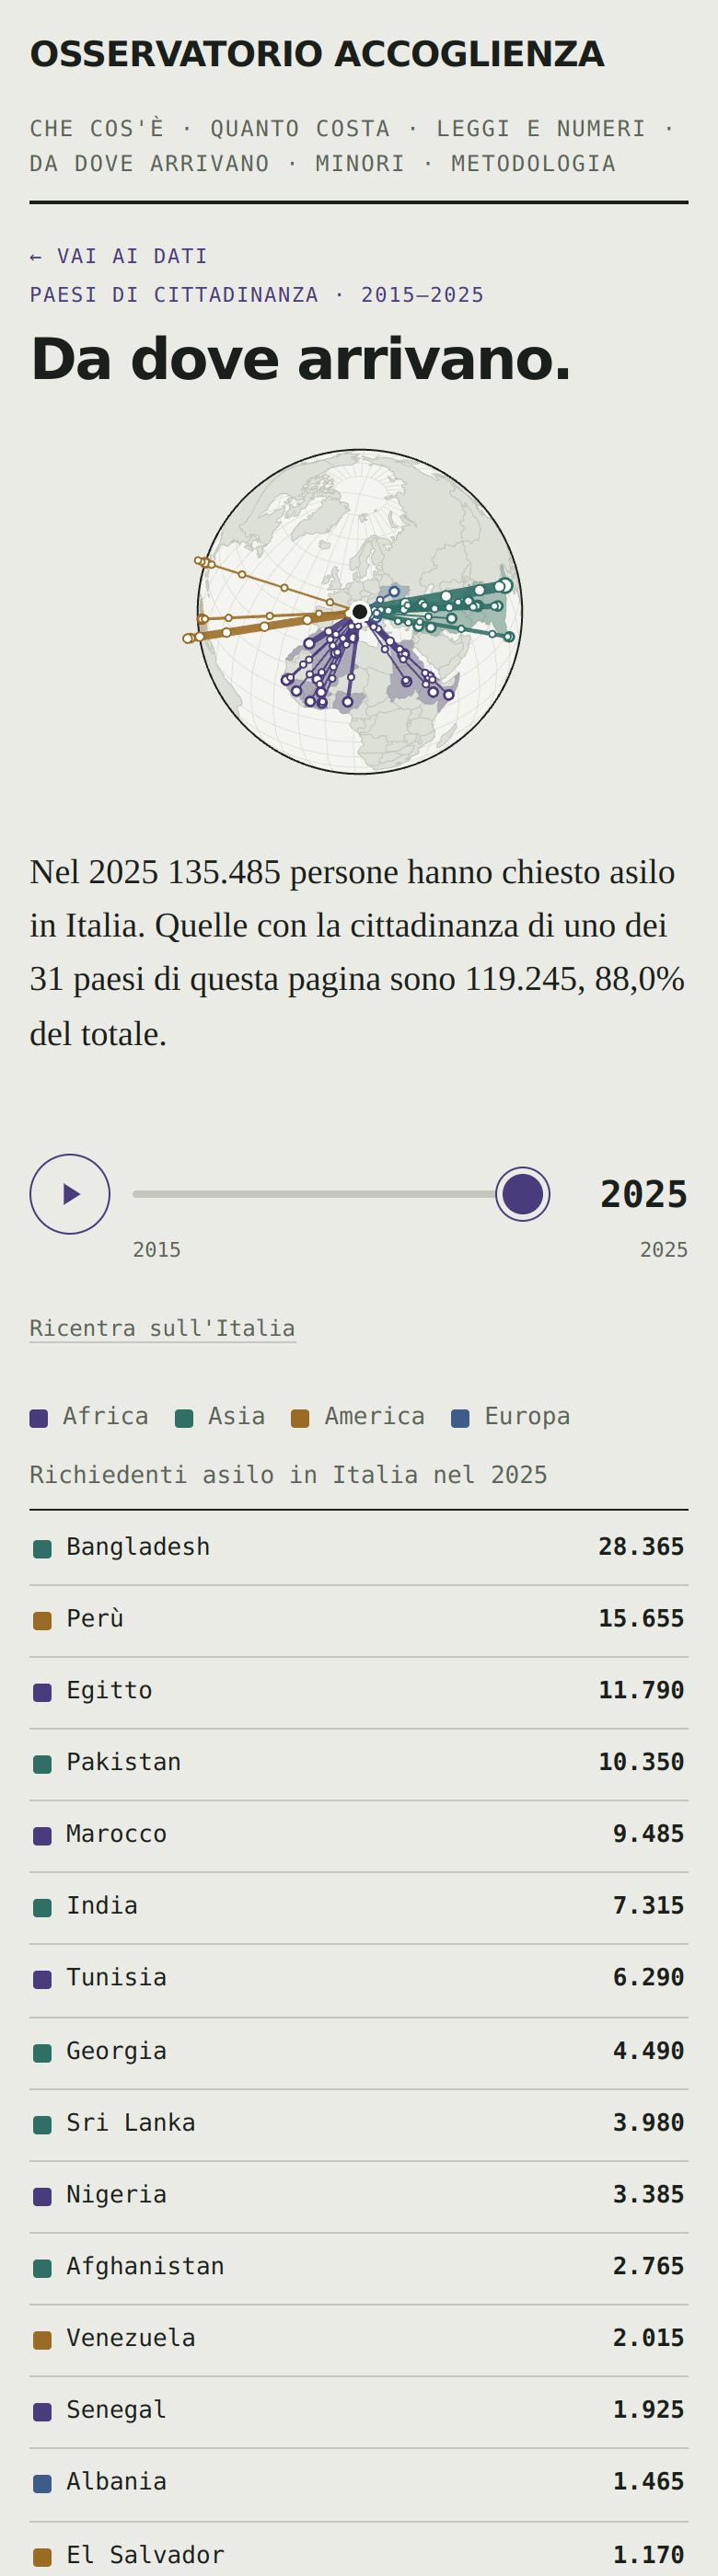 OSSERVATORIO ACCOGLIENZA
CHE COS'È · QUANTO COSTA · LEGGI E NUMERI ·
DA DOVE ARRIVANO · MINORI · METODOLOGIA
← VAI AI DATI
PAESI DI CITTADINANZA · 2015–2025
Da dove arrivano.
Nel 2025 135.485 persone hanno chiesto asilo
in Italia. Quelle con la cittadinanza di uno dei
31 paesi di questa pagina sono 119.245, 88,0%
del totale.
2025
2015 2025
Ricentra sull'Italia
Africa Asia America Europa
Richiedenti asilo in Italia nel 2025
Bangladesh 28.365
Perù 15.655
Egitto 11.790
Pakistan 10.350
Marocco 9.485
India 7.315
Tunisia 6.290
Georgia 4.490
Sri Lanka 3.980
Nigeria 3.385
Afghanistan 2.765
Venezuela 2.015
Senegal 1.925
Albania 1.465
El Salvador 1.170